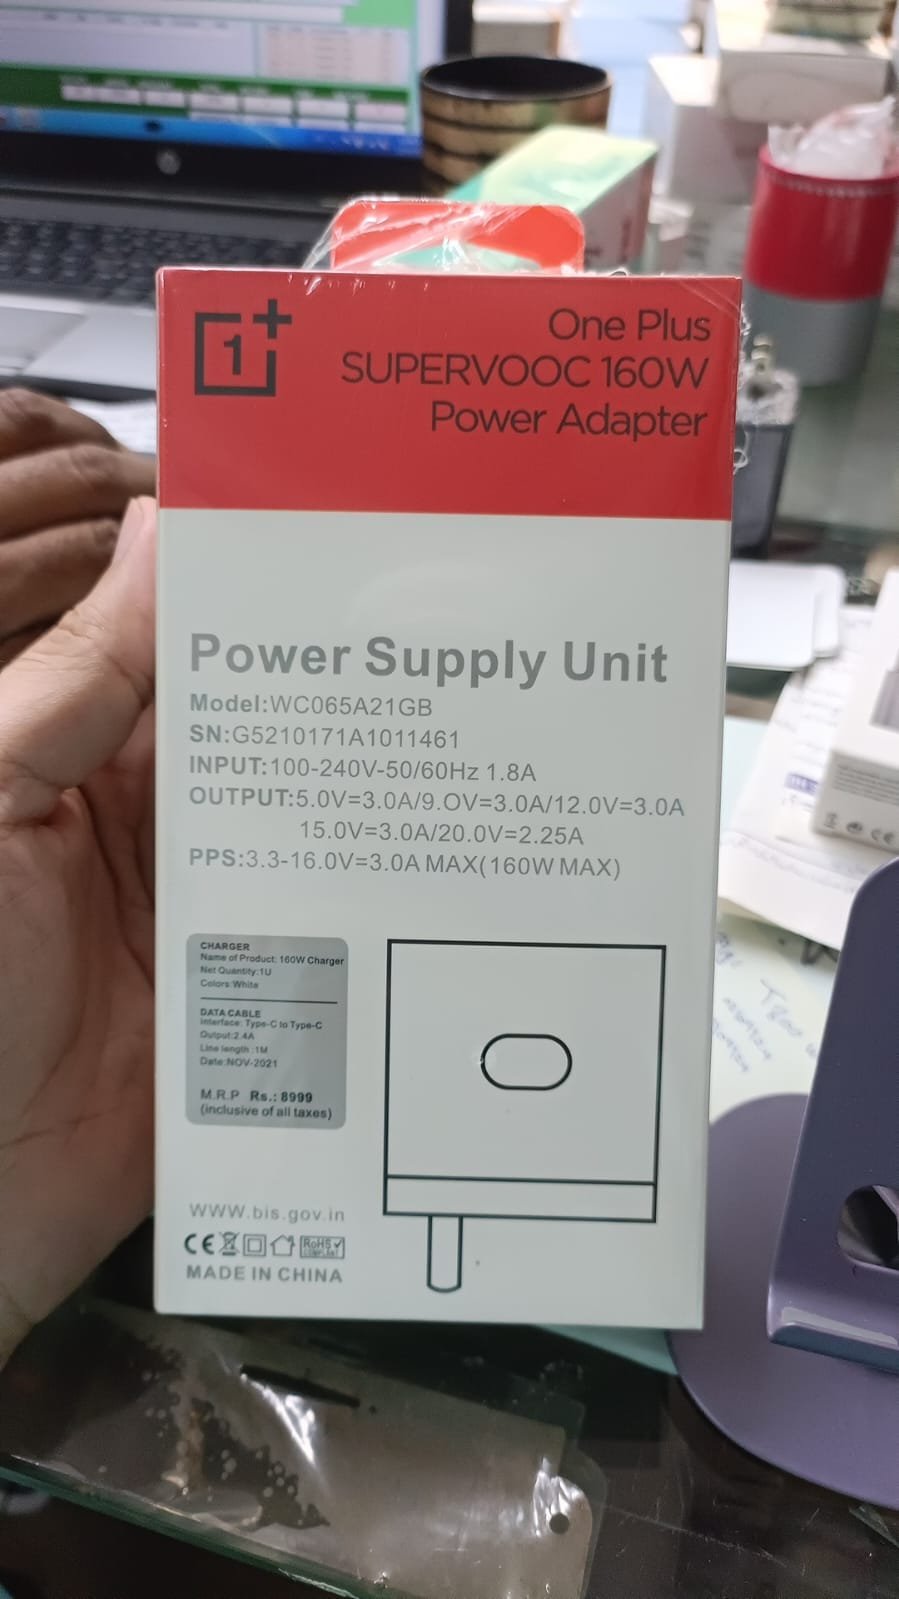 1+
One Plus
SUPERVOOC 160W
Power Adapter
Power Supply Unit
Model:WC065A21GB
SN:G5210171A1011461
INPUT:100-240V-50/60Hz 1.8A
OUTPUT:5.0V=3.0A/9.OV=3.0A/12.0V=3.0A
15.0V=3.0A/20.0V=2.25A
PPS:3.3-16.0V=3.0A MAX(160W MAX)
CHARGER
Name of Product: 160W Charger
Net Quantity:1U
Colors:White
DATA CABLE
Interface: Type-C to Type-C
Output:2.4A
Line length :1M
Date:NOV-2021
M.R.P Rs.: 8999
(inclusive of all taxes)
WWW.bis.gov.in
CE RoHS
COMPLIANT
MADE IN CHINA